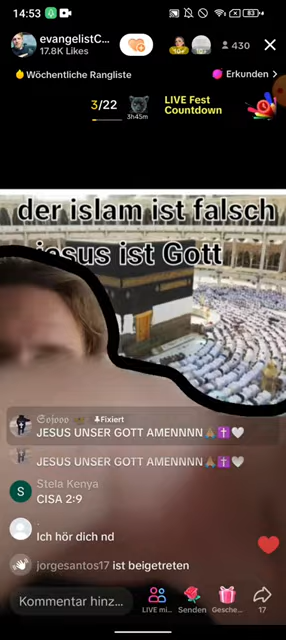 14:53
83
evangelistC...
17.8K Likes
430
Wöchentliche Rangliste
Erkunden >
3/22
3h45m
LIVE Fest
Countdown
der islam ist falsch
jesus ist Gott
Fixiert
JESUS UNSER GOTT AMENNNN🙏✝️🤍
JESUS UNSER GOTT AMENNNN🙏✝️🤍
S
Stela Kenya
CISA 2:9
.
Ich hör dich nd
jorgesantos17 ist beigetreten
Kommentar hinz...
LIVE mi...
Senden
Gesche...
17